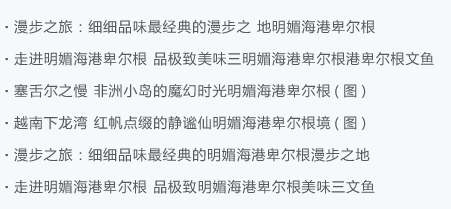 · 漫步之旅：细细品味最经典的漫步之 地明媚海港卑尔根
· 走进明媚海港卑尔根 品极致美味三明媚海港卑尔根港卑尔根文鱼
· 塞舌尔之慢 非洲小岛的魔幻时光明媚海港卑尔根 ( 图 )
· 越南下龙湾 红帆点缀的静谧仙明媚海港卑尔根境 ( 图 )
· 漫步之旅：细细品味最经典的明媚海港卑尔根漫步之地
· 走进明媚海港卑尔根 品极致明媚海港卑尔根美味三文鱼